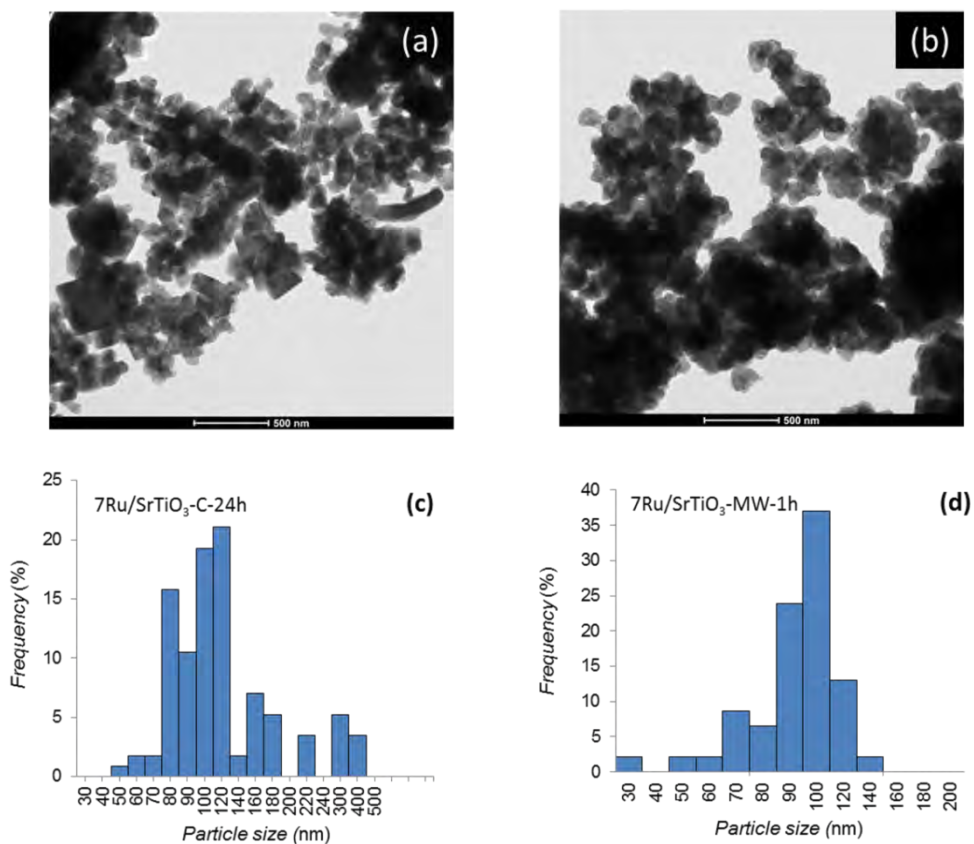 (a)
(b)
500 nm
500 nm
25
20
15
10
5
0
Frequency (%)
7Ru/SrTiO₃-C-24h
(c)
30 40 50 60 70 80 90 100 120 140 160 180 200 220 240 300 400 500
Particle size (nm)
40
35
30
25
20
15
10
5
0
Frequency (%)
7Ru/SrTiO₃-MW-1h
(d)
30 40 50 60 70 80 90 100 120 140 160 180 200
Particle size (nm)